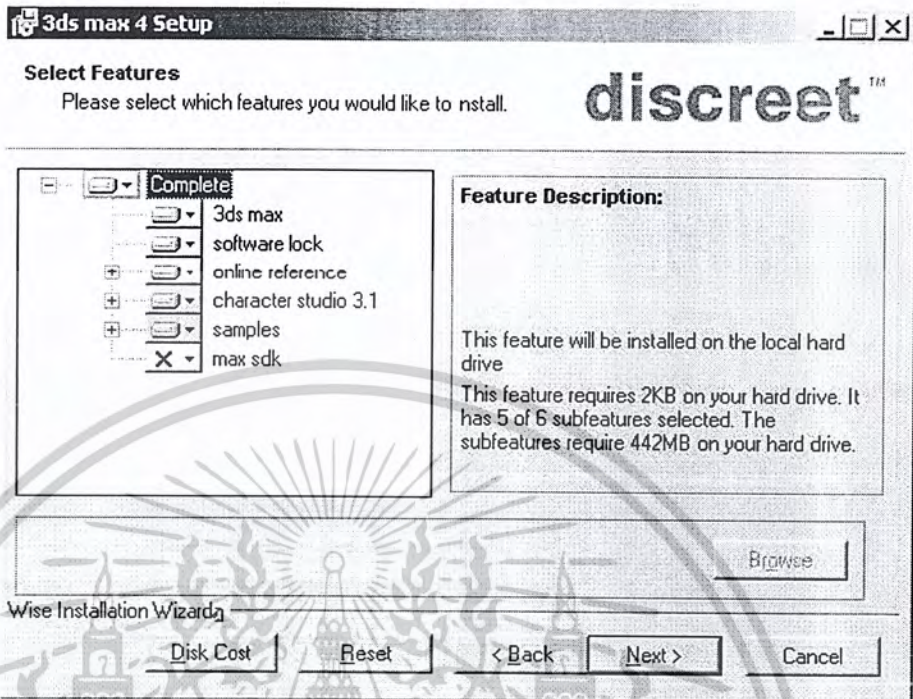 3ds max 4 Setup
Select Features
Please select which features you would like to nstall.
discreet™
Complete
3ds max
software lock
online reference
character studio 3.1
samples
max sdk
Feature Description:
This feature will be installed on the local hard
drive
This feature requires 2KB on your hard drive. It
has 5 of 6 subfeatures selected. The
subfeatures require 442MB on your hard drive.
Browse
Wise Installation Wizard
Disk Cost
Reset
< Back
Next >
Cancel